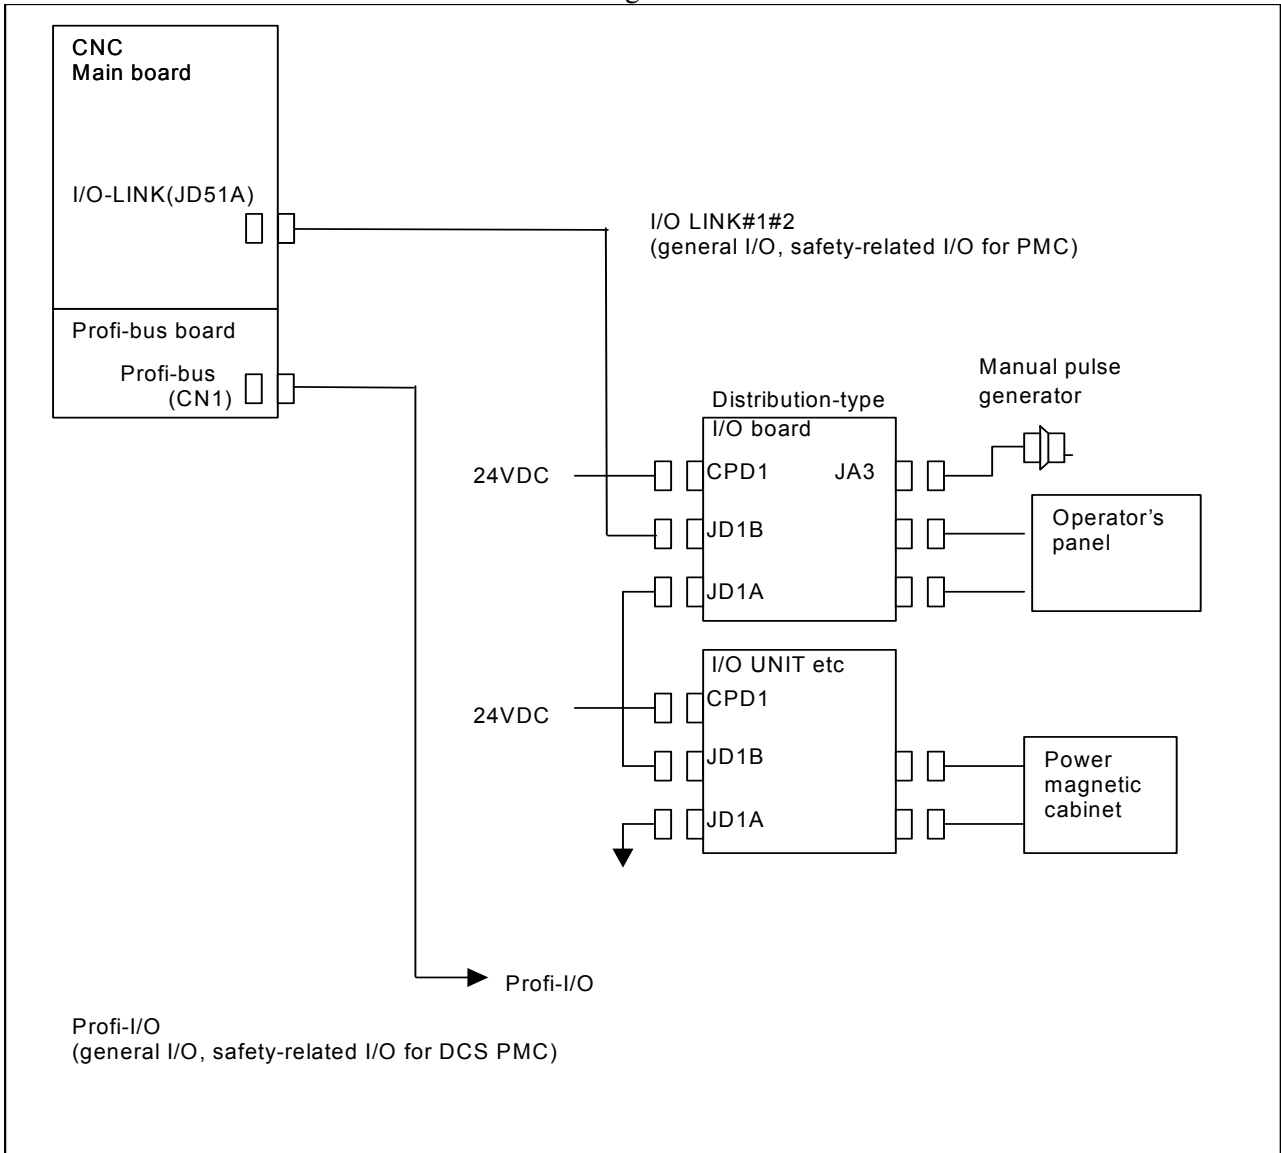 CNC
Main board
I/O-LINK(JD51A)
I/O LINK#1#2
(general I/O, safety-related I/O for PMC)
Profi-bus board
Profi-bus
(CN1)
Manual pulse
generator
Distribution-type
I/O board
24VDC
CPD1
JA3
JD1B
JD1A
Operator’s
panel
I/O UNIT etc
24VDC
CPD1
JD1B
JD1A
Power
magnetic
cabinet
Profi-I/O
Profi-I/O
(general I/O, safety-related I/O for DCS PMC)